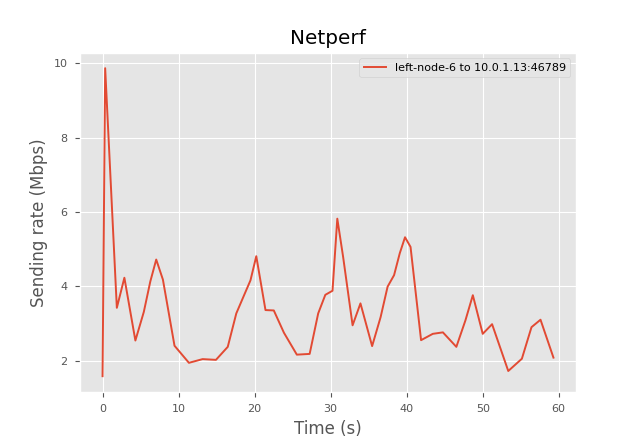 Netperf
left-node-6 to 10.0.1.13:46789
Sending rate (Mbps)
10
8
6
4
2
0 10 20 30 40 50 60
Time (s)